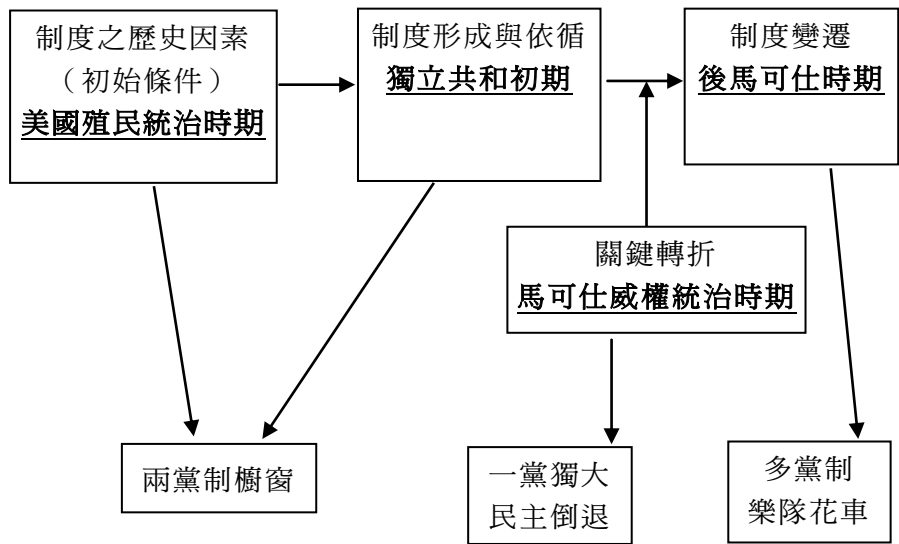 制度之歷史因素
（初始條件）
美國殖民統治時期
制度形成與依循
獨立共和初期
制度變遷
後馬可仕時期
關鍵轉折
馬可仕威權統治時期
兩黨制櫥窗
一黨獨大
民主倒退
多黨制
樂隊花車